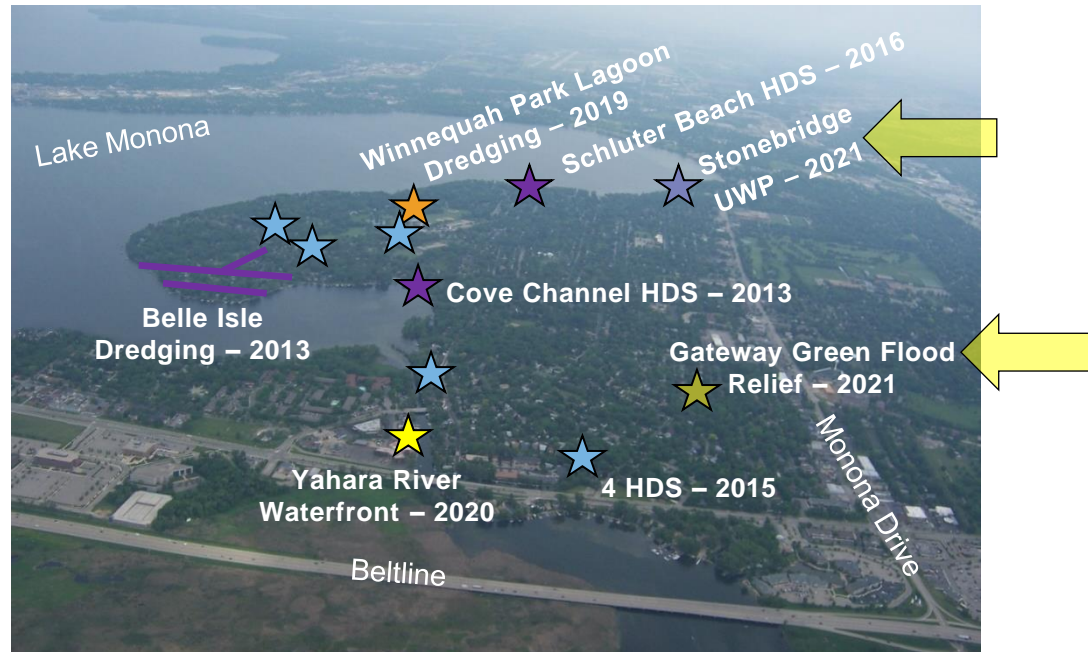 Lake Monona
Winnequah Park Lagoon
Dredging – 2019
Schluter Beach HDS – 2016
Stonebridge
UWP – 2021
Cove Channel HDS – 2013
Belle Isle
Dredging – 2013
Gateway Green Flood
Relief – 2021
Yahara River
Waterfront – 2020
4 HDS – 2015
Monona Drive
Beltline